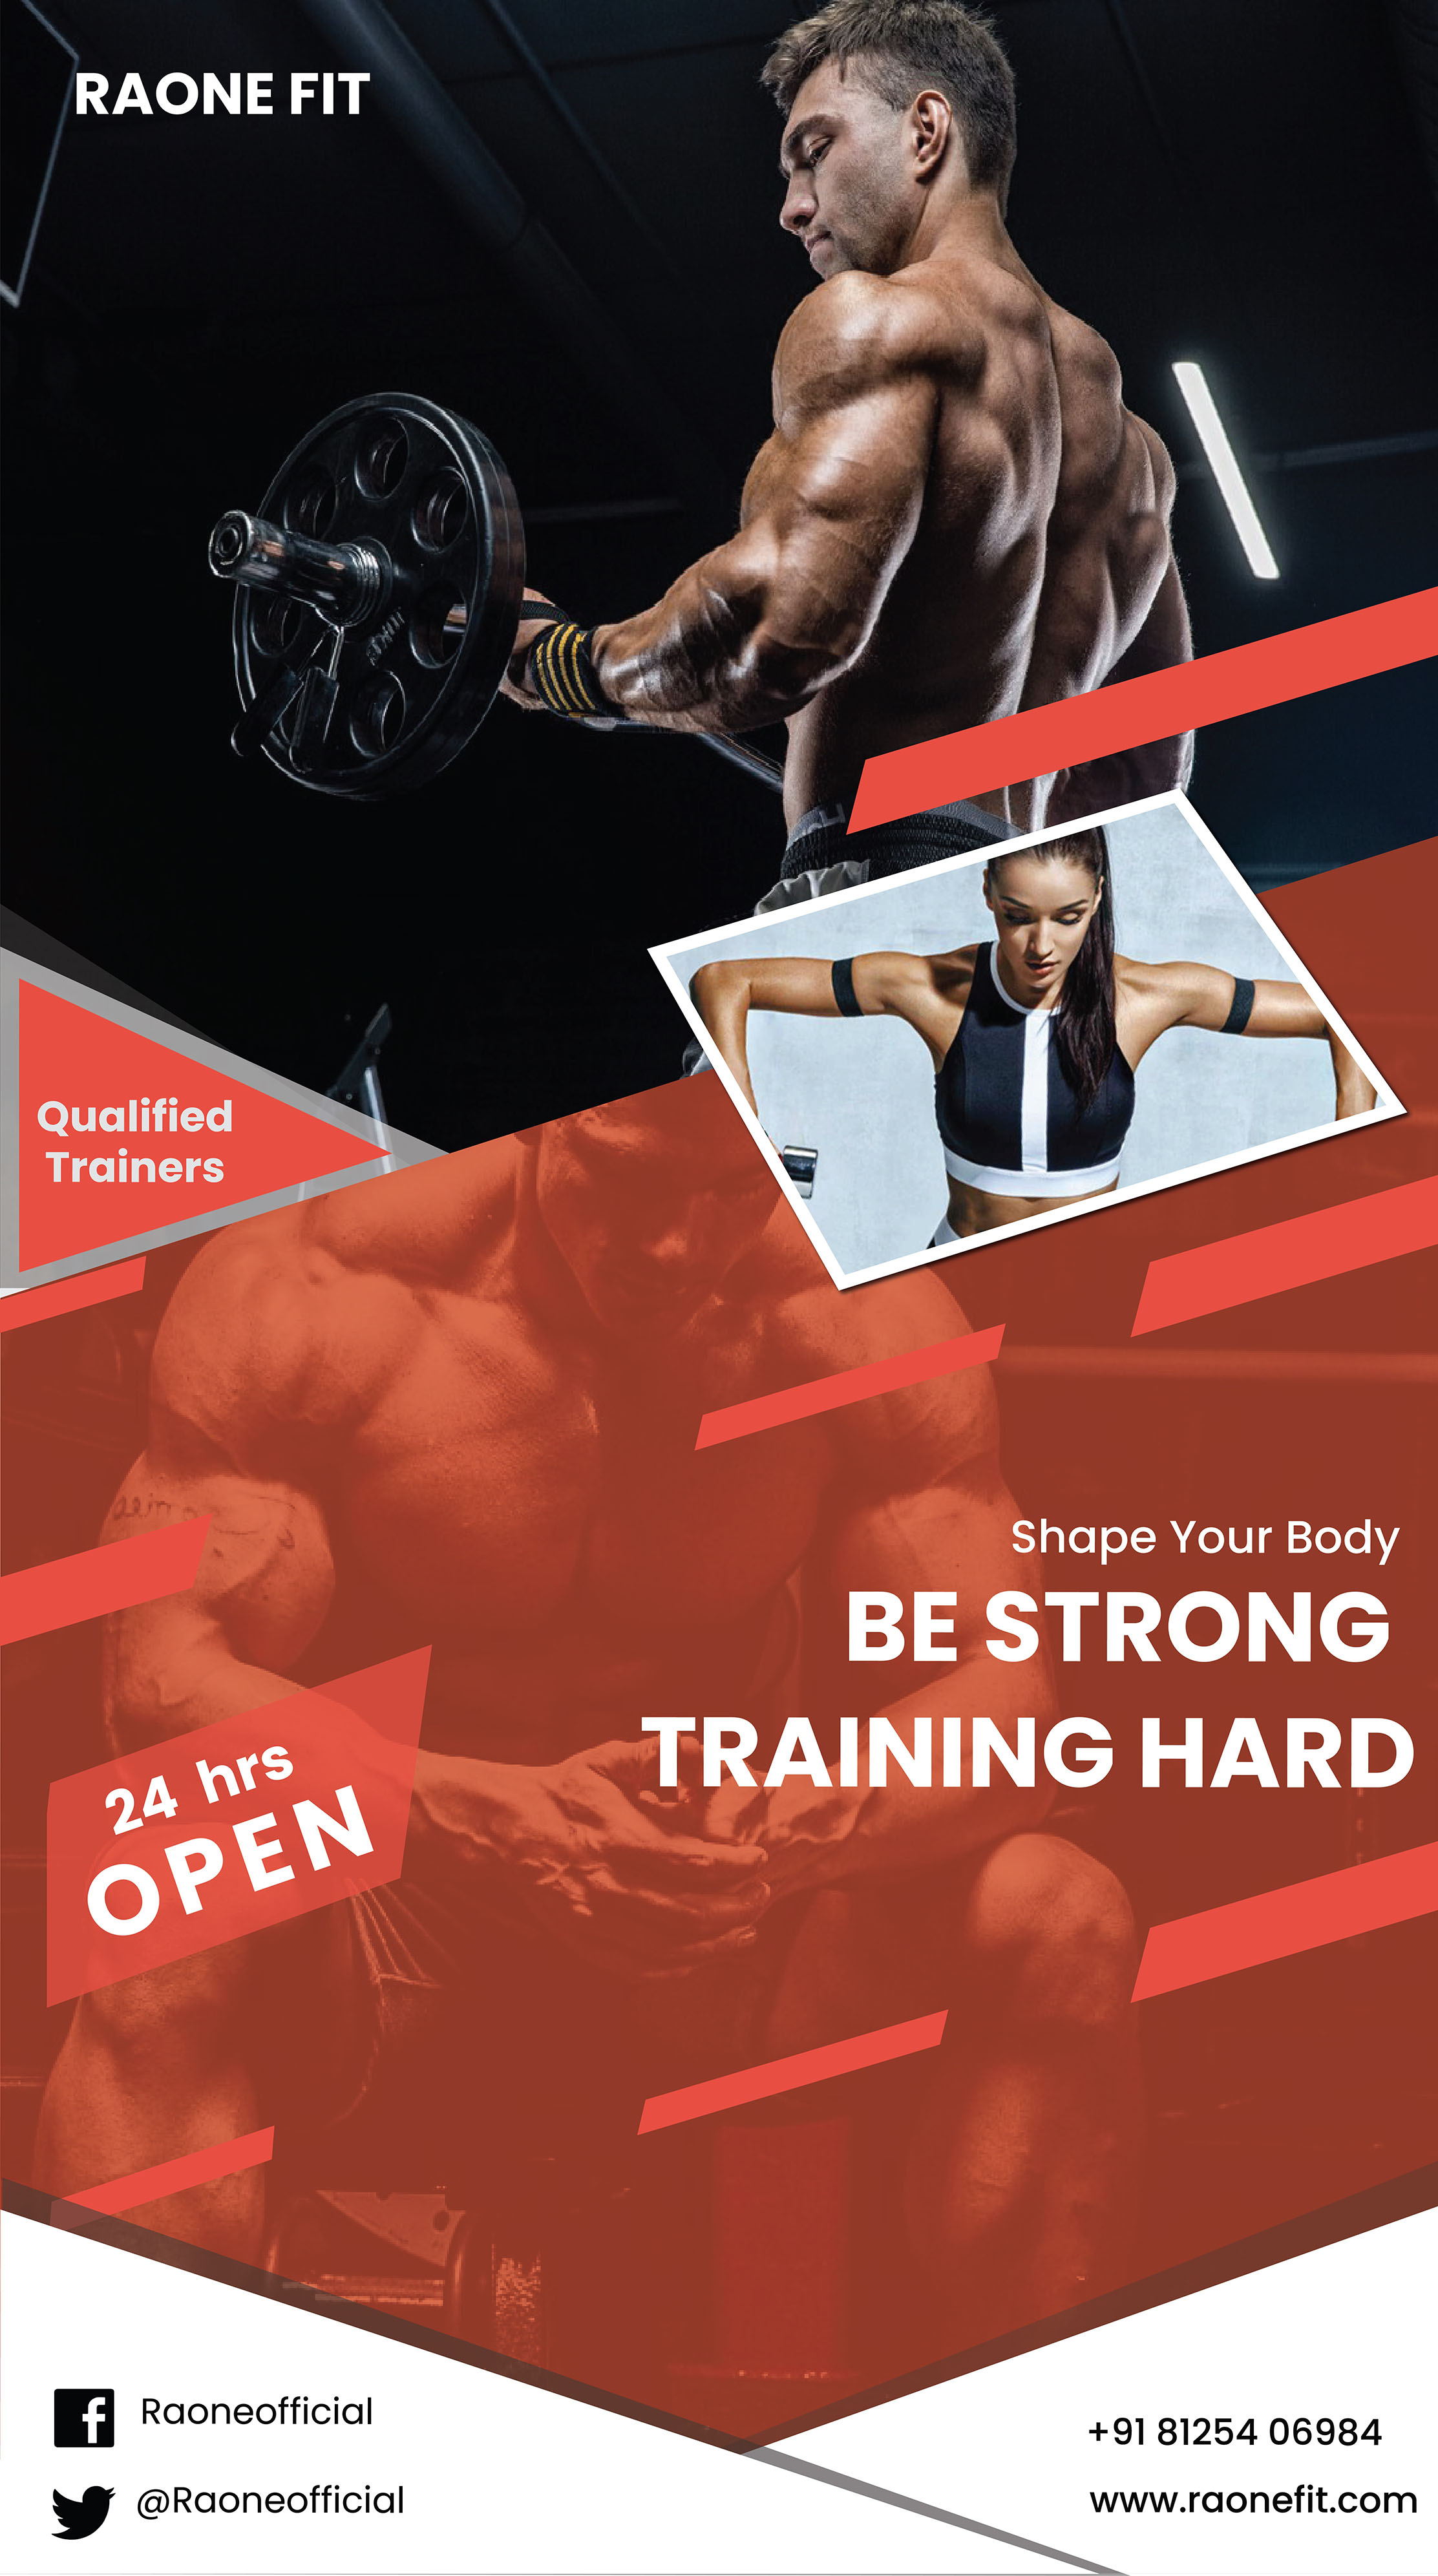 RAONE FIT
Qualified
Trainers
Shape Your Body
BE STRONG
TRAINING HARD
24 hrs
OPEN
Raoneofficial
@Raoneofficial
+91 81254 06984
www.raonefit.com